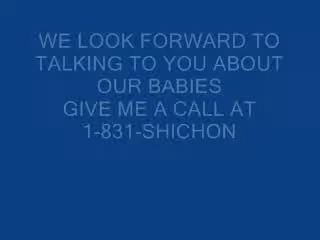 WE LOOK FORWARD TO
TALKING TO YOU ABOUT
OUR BABIES
GIVE ME A CALL AT
1-831-SHICHON